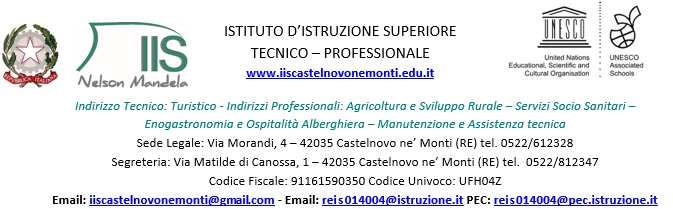 ISTITUTO D'ISTRUZIONE SUPERIORE
TECNICO – PROFESSIONALE
www.iiscastelnovonemonti.edu.it
REPVBBLICA ITALIANA
IIS
Nelson Mandela
UNESCO
United Nations
Educational, Scientific and
Cultural Organisation
UNESCO
Associated
Schools
Indirizzo Tecnico: Turistico - Indirizzi Professionali: Agricoltura e Sviluppo Rurale – Servizi Socio Sanitari –
Enogastronomia e Ospitalità Alberghiera – Manutenzione e Assistenza tecnica
Sede Legale: Via Morandi, 4 – 42035 Castelnovo ne' Monti (RE) tel. 0522/612328
Segreteria: Via Matilde di Canossa, 1 – 42035 Castelnovo ne' Monti (RE) tel. 0522/812347
Codice Fiscale: 91161590350 Codice Univoco: UFH04Z
Email: iiscastelnovonemonti@gmail.com - Email: reis014004@istruzione.it PEC: reis014004@pec.istruzione.it